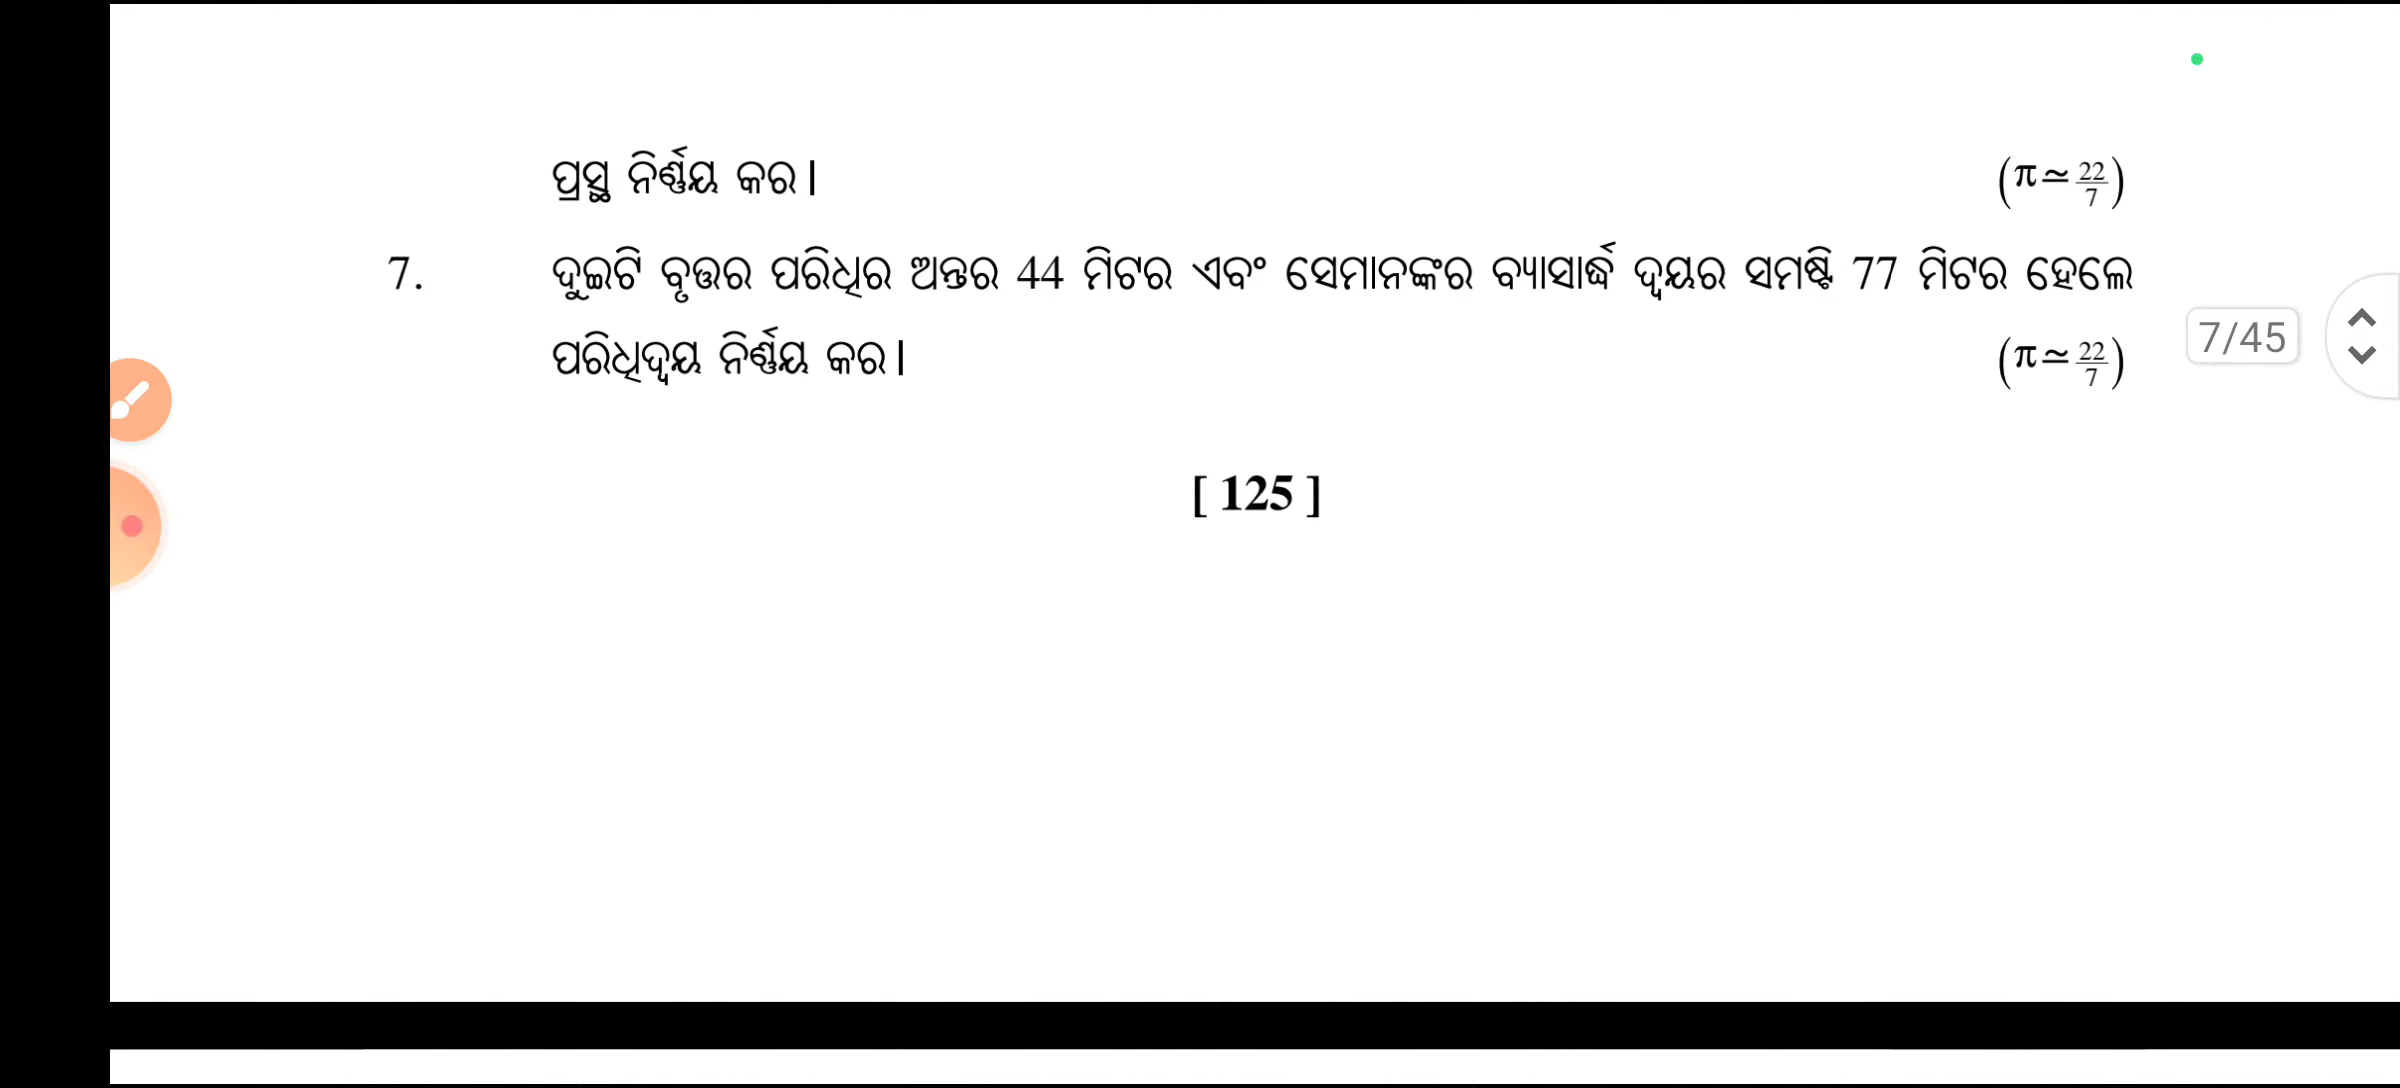 ପ୍ରସ୍ଥ ନିର୍ଣ୍ଣୟ କର। (π≃22/7)
7. ଦୁଇଟି ବୃତ୍ତର ପରିଧିର ଅନ୍ତର 44 ମିଟର ଏବଂ ସେମାନଙ୍କର ବ୍ୟାସାର୍ଦ୍ଧ ଦ୍ୱୟର ସମଷ୍ଟି 77 ମିଟର ହେଲେ
ପରିଧିଦ୍ୱୟ ନିର୍ଣ୍ଣୟ କର। (π≃22/7)
7/45
[ 125 ]